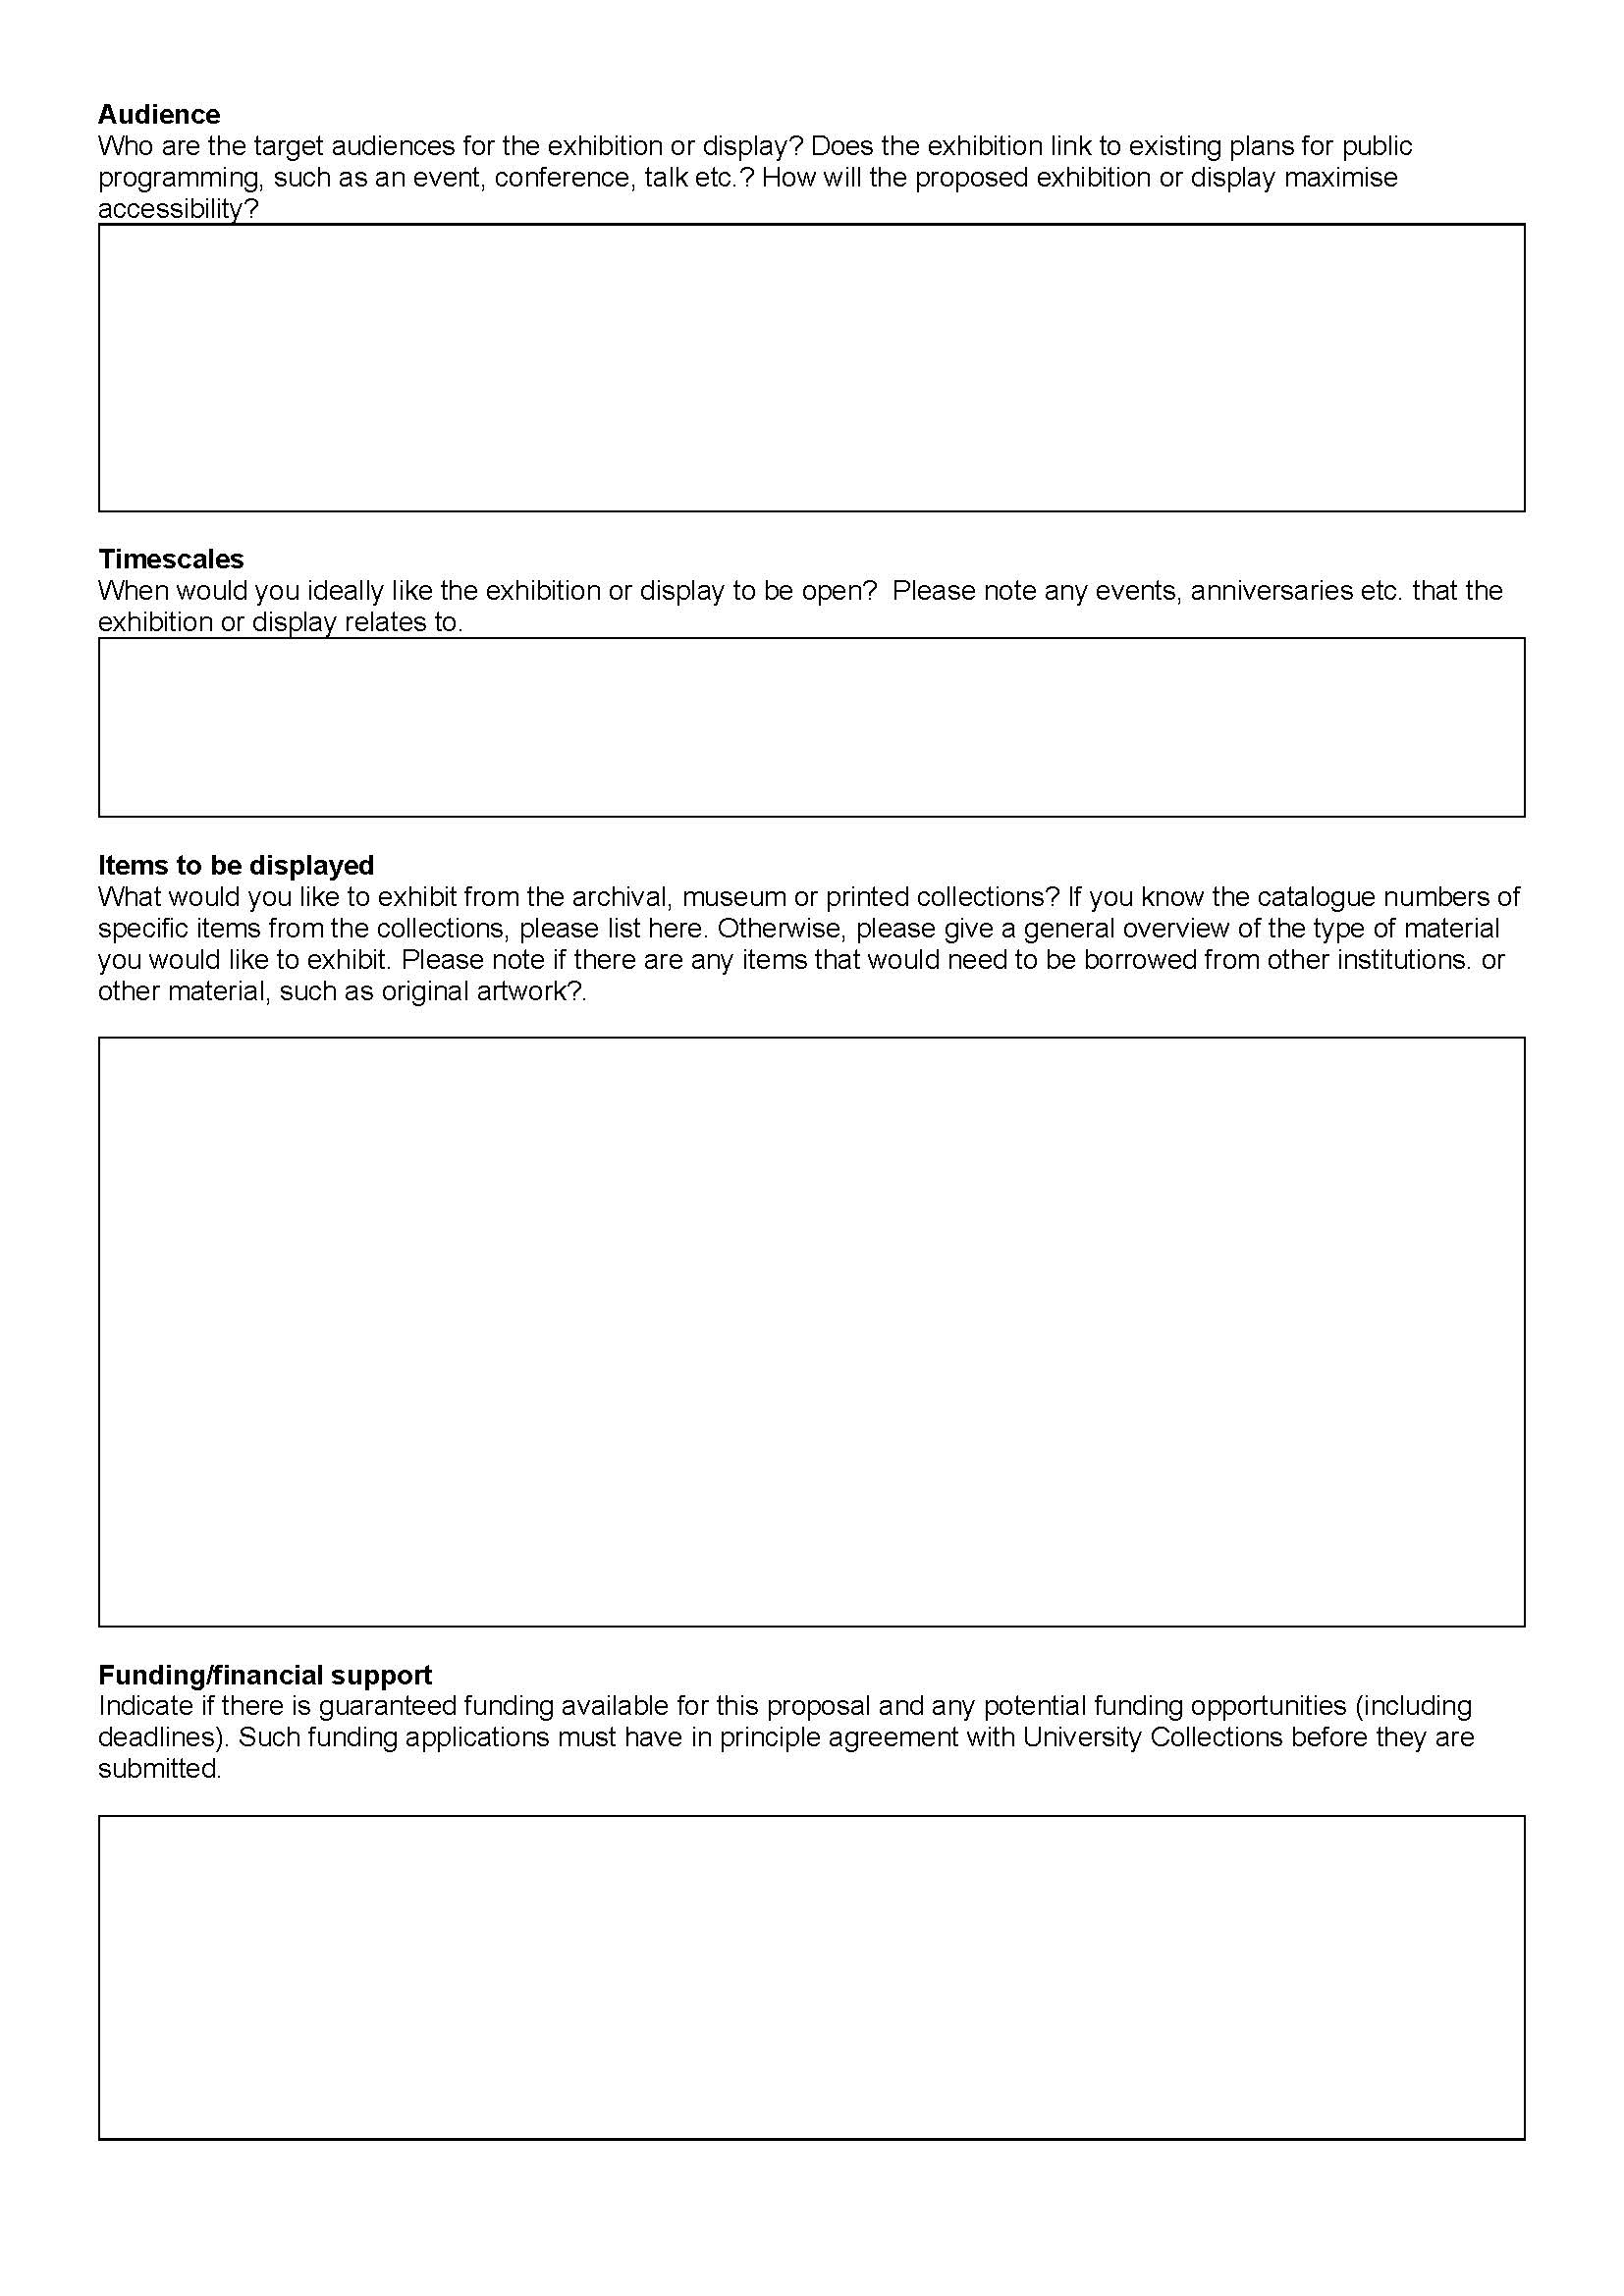 Audience
Who are the target audiences for the exhibition or display? Does the exhibition link to existing plans for public
programming, such as an event, conference, talk etc.? How will the proposed exhibition or display maximise
accessibility?
Timescales
When would you ideally like the exhibition or display to be open?  Please note any events, anniversaries etc. that the
exhibition or display relates to.
Items to be displayed
What would you like to exhibit from the archival, museum or printed collections? If you know the catalogue numbers of
specific items from the collections, please list here. Otherwise, please give a general overview of the type of material
you would like to exhibit. Please note if there are any items that would need to be borrowed from other institutions. or
other material, such as original artwork?.
Funding/financial support
Indicate if there is guaranteed funding available for this proposal and any potential funding opportunities (including
deadlines). Such funding applications must have in principle agreement with University Collections before they are
submitted.